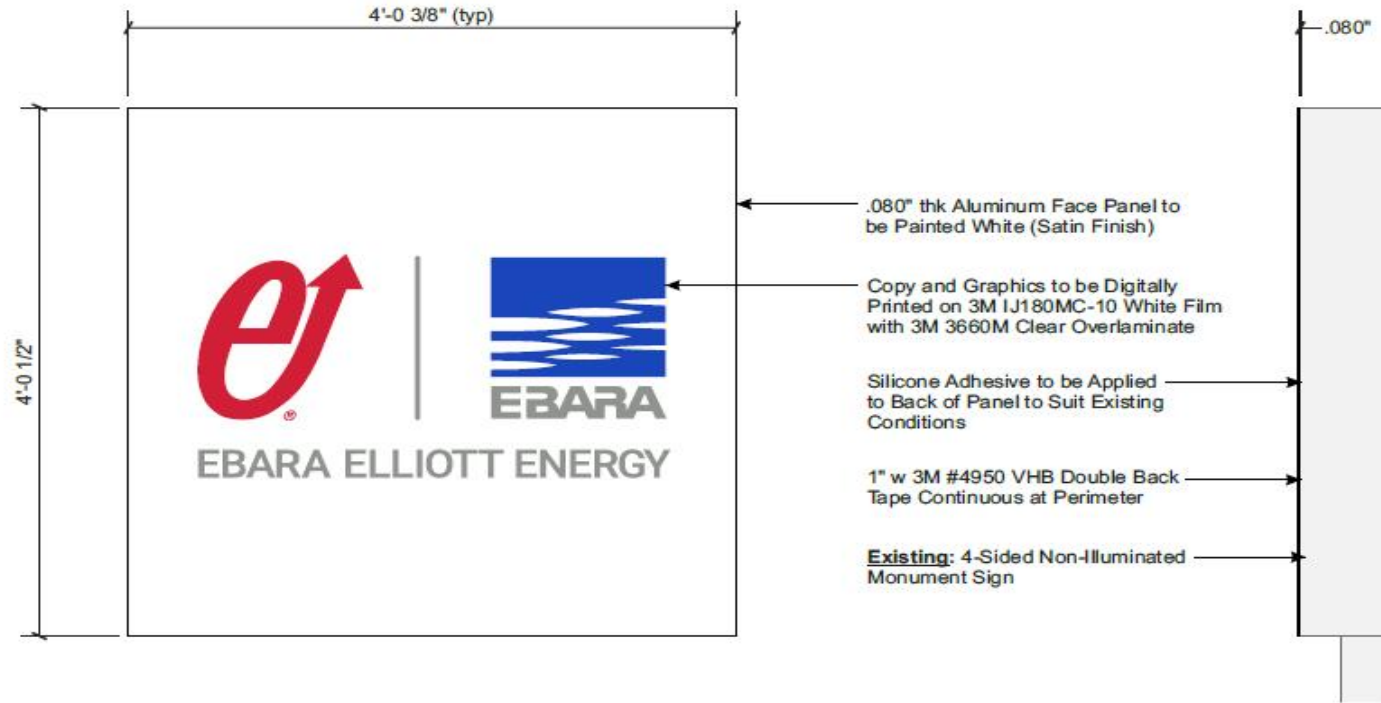 4'-0 3/8" (typ)
.080"
4'-0 1/2"
.080" thk Aluminum Face Panel to
be Painted White (Satin Finish)
Copy and Graphics to be Digitally
Printed on 3M IJ180MC-10 White Film
with 3M 3660M Clear Overlaminate
Silicone Adhesive to be Applied
to Back of Panel to Suit Existing
Conditions
1" w 3M #4950 VHB Double Back
Tape Continuous at Perimeter
Existing: 4-Sided Non-Illuminated
Monument Sign
e
®
EBARA
EBARA ELLIOTT ENERGY